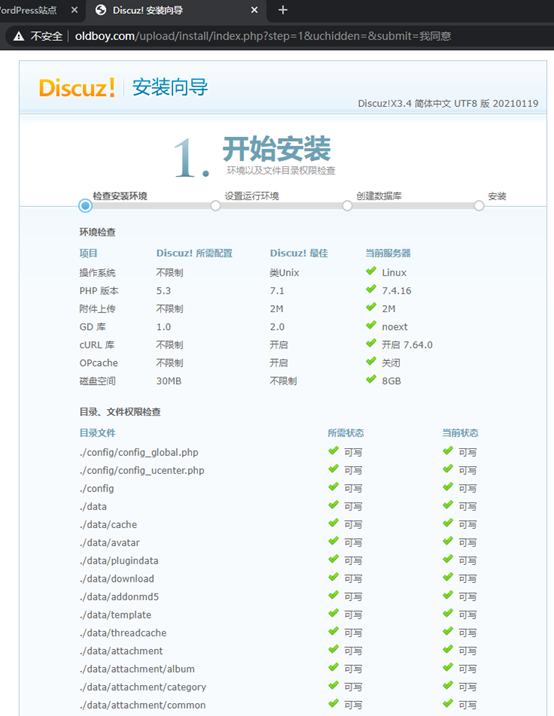 ordPress站点
Discuz! 安装向导
不安全 | oldboy.com/upload/install/index.php?step=1&uchidden=&submit=我同意
Discuz! 安装向导
Discuz!X3.4 简体中文 UTF8 版 20210119
1. 开始安装
环境以及文件目录权限检查
检查安装环境 设置运行环境 创建数据库 安装
环境检查
项目 Discuz! 所需配置 Discuz! 最佳 当前服务器
操作系统 不限制 类Unix Linux
PHP 版本 5.3 7.1 7.4.16
附件上传 不限制 2M 2M
GD 库 1.0 2.0 noext
cURL 库 不限制 开启 开启 7.64.0
OPcache 不限制 开启 关闭
磁盘空间 30MB 不限制 8GB
目录、文件权限检查
目录文件 所需状态 当前状态
./config/config_global.php 可写 可写
./config/config_ucenter.php 可写 可写
./config 可写 可写
./data 可写 可写
./data/cache 可写 可写
./data/avatar 可写 可写
./data/plugindata 可写 可写
./data/download 可写 可写
./data/addonmd5 可写 可写
./data/template 可写 可写
./data/threadcache 可写 可写
./data/attachment 可写 可写
./data/attachment/album 可写 可写
./data/attachment/category 可写 可写
./data/attachment/common 可写 可写